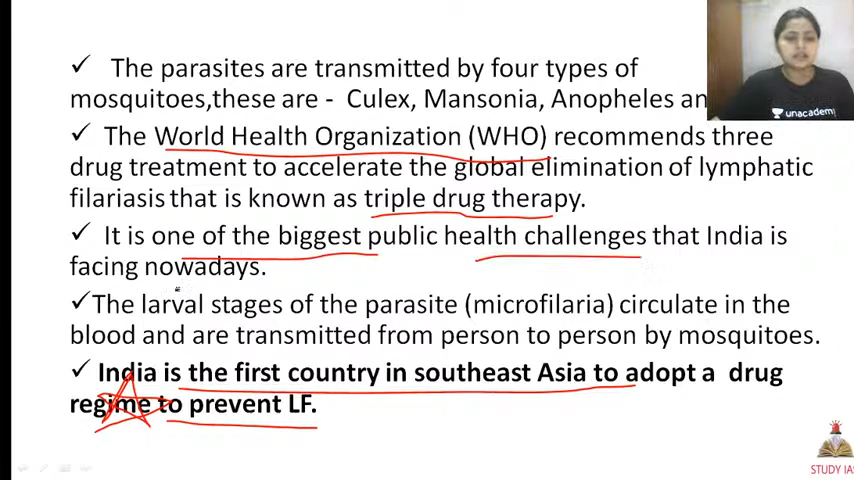 ✓ The parasites are transmitted by four types of
mosquitoes,these are - Culex, Mansonia, Anopheles an
✓ The World Health Organization (WHO) recommends three
drug treatment to accelerate the global elimination of lymphatic
filariasis that is known as triple drug therapy.
✓ It is one of the biggest public health challenges that India is
facing nowadays.
✓The larval stages of the parasite (microfilaria) circulate in the
blood and are transmitted from person to person by mosquitoes.
✓ India is the first country in southeast Asia to adopt a drug
regime to prevent LF.
unacademy
STUDY IA